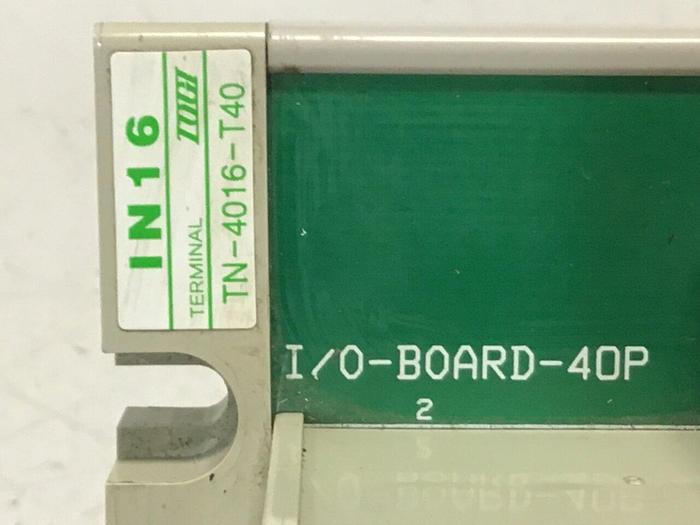 IN16
TOGI
TERMINAL
TN-4016-T40
I/O-BOARD-40P
2